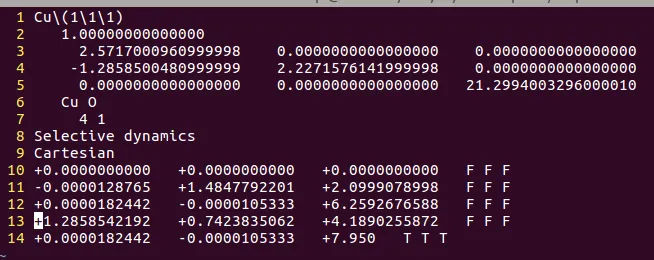 1 Cu\(1\1\1)
2 1.00000000000000
3 2.5717000960999998 0.0000000000000000 0.0000000000000000
4 -1.2858500480999999 2.2271576141999998 0.0000000000000000
5 0.0000000000000000 0.0000000000000000 21.2994003296000010
6 Cu O
7 4 1
8 Selective dynamics
9 Cartesian
10 +0.0000000000 +0.0000000000 +0.0000000000 F F F
11 -0.0000128765 +1.4847792201 +2.0999078998 F F F
12 +0.0000182442 -0.0000105333 +6.2592676588 F F F
13 +1.2858542192 +0.7423835062 +4.1890255872 F F F
14 +0.0000182442 -0.0000105333 +7.950 T T T
~